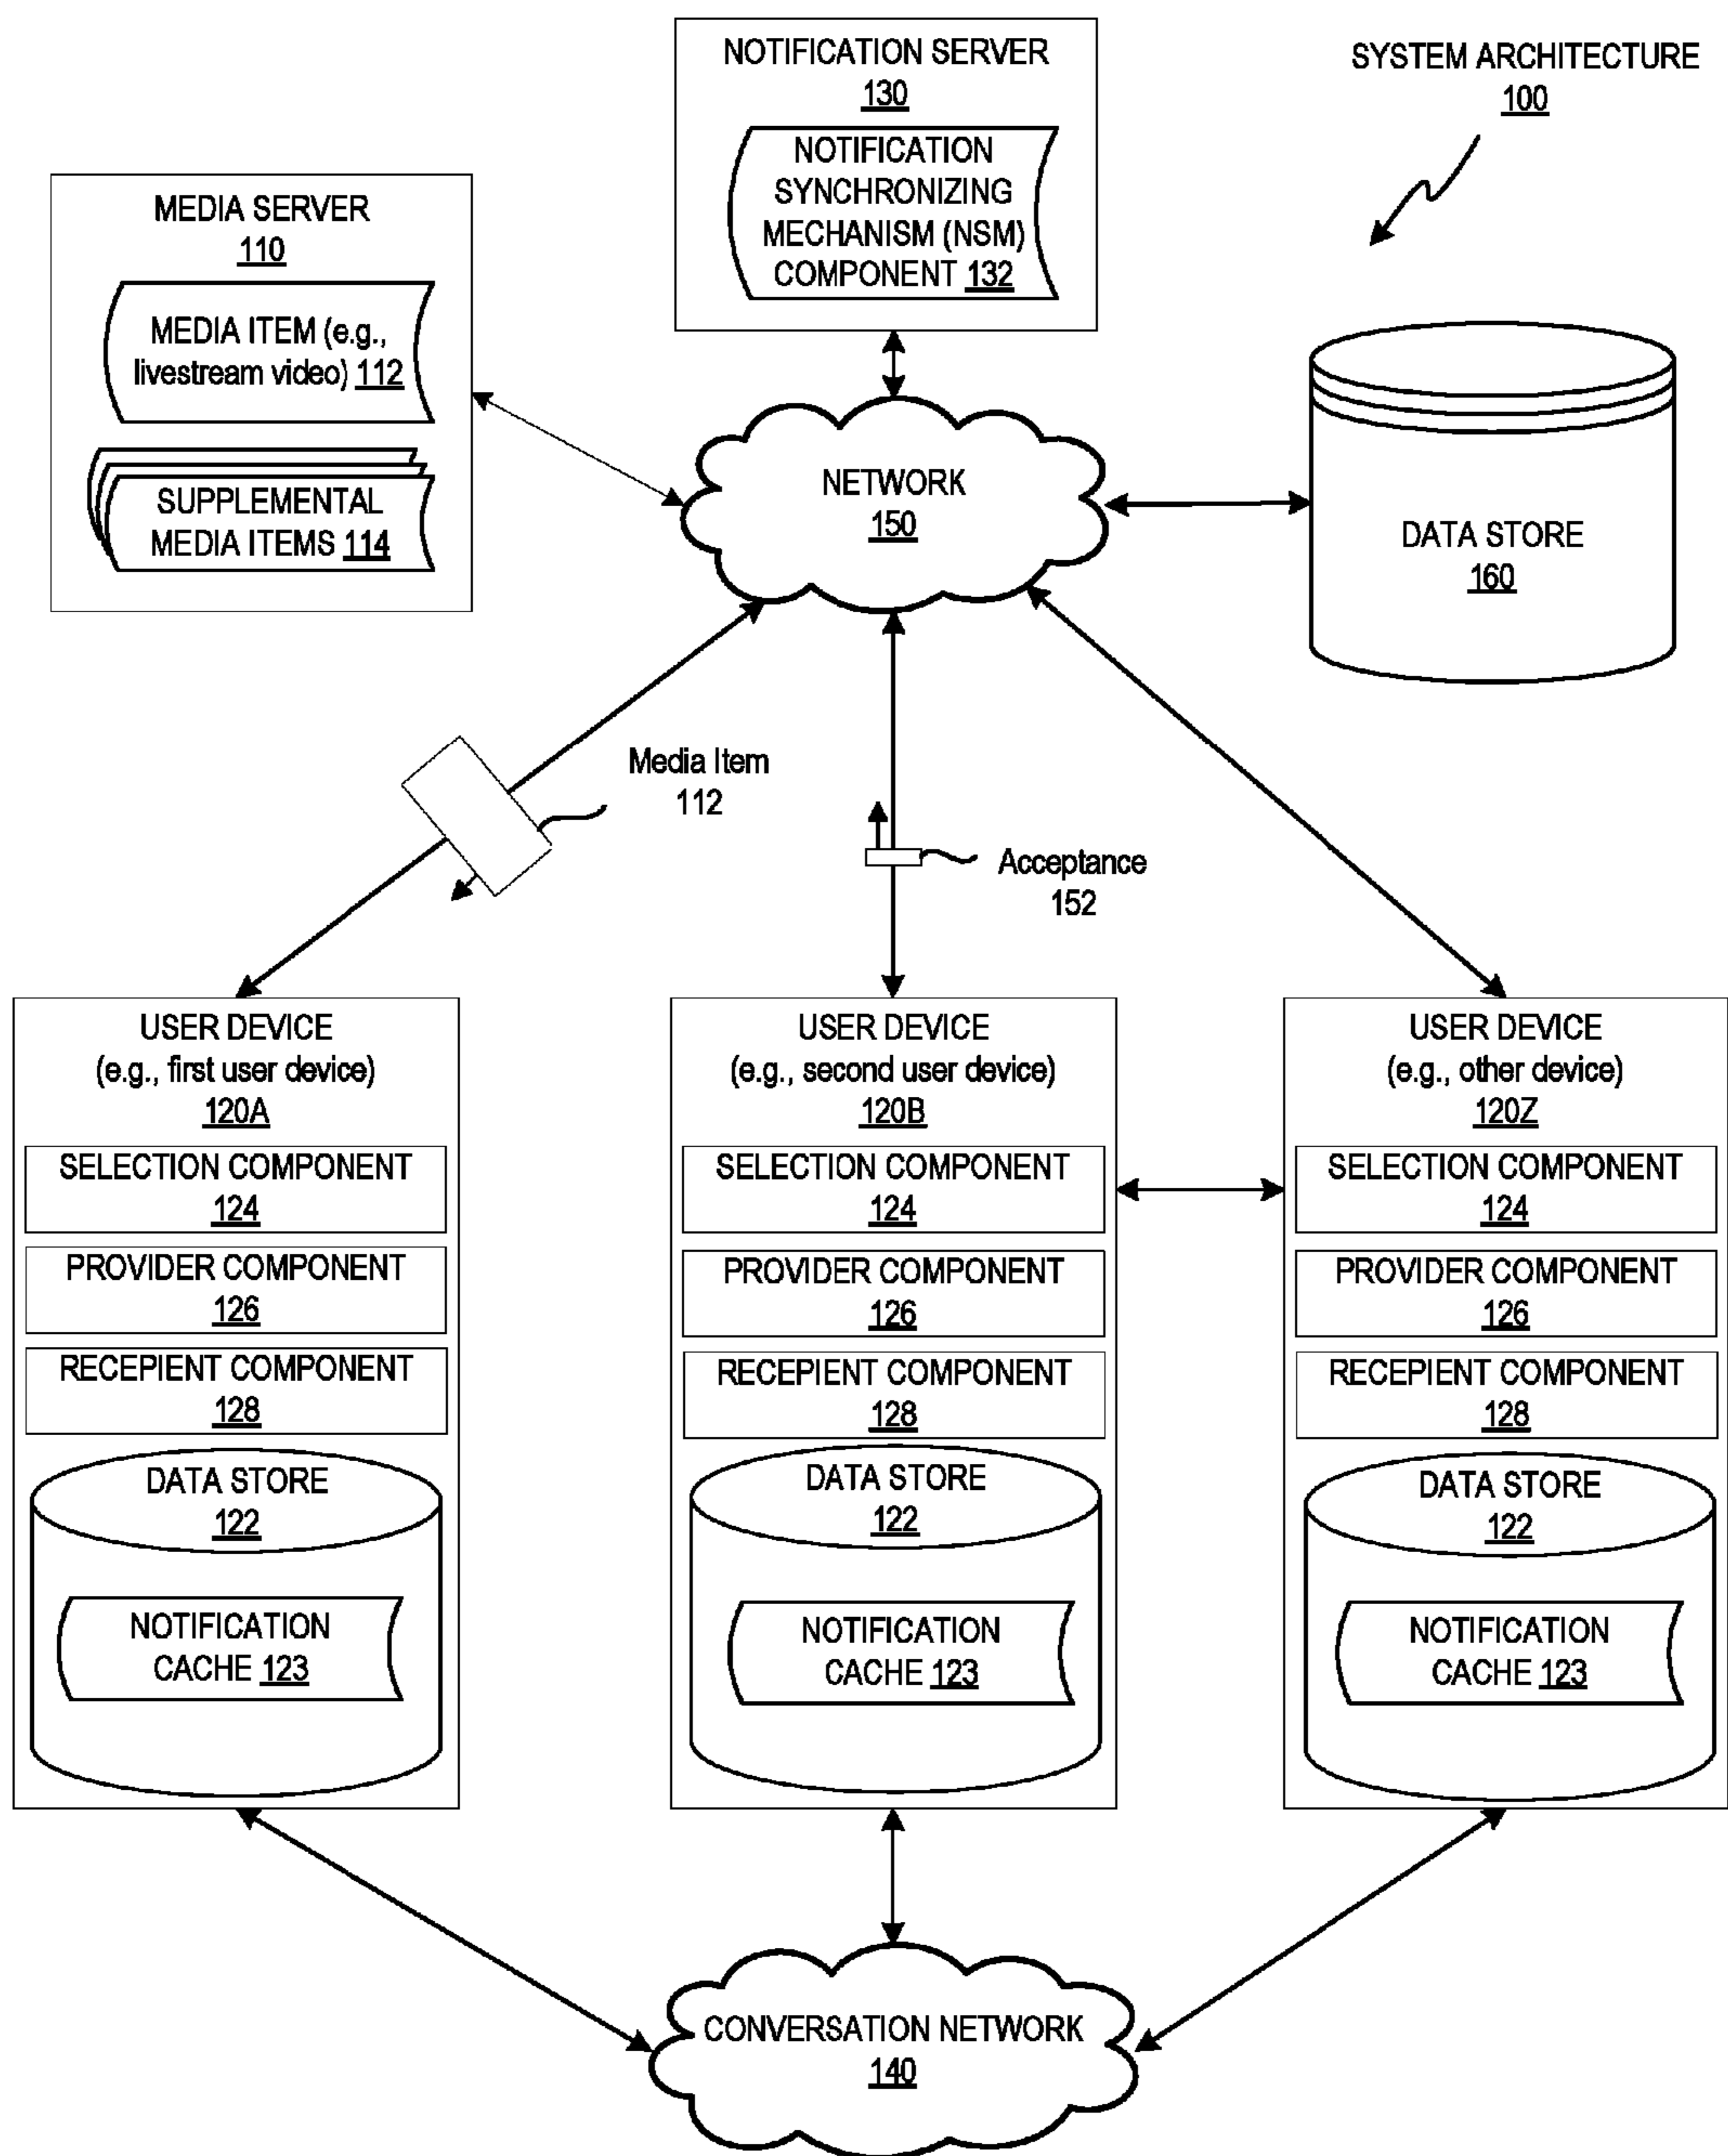 NOTIFICATION SERVER
130
NOTIFICATION
SYNCHRONIZING
MECHANISM (NSM)
COMPONENT 132
SYSTEM ARCHITECTURE
100
MEDIA SERVER
110
MEDIA ITEM (e.g.,
livestream video) 112
SUPPLEMENTAL
MEDIA ITEMS 114
NETWORK
150
DATA STORE
160
Media Item
112
Acceptance
152
USER DEVICE
(e.g., first user device)
120A
SELECTION COMPONENT
124
PROVIDER COMPONENT
126
RECEPIENT COMPONENT
128
DATA STORE
122
NOTIFICATION
CACHE 123
USER DEVICE
(e.g., second user device)
120B
SELECTION COMPONENT
124
PROVIDER COMPONENT
126
RECEPIENT COMPONENT
128
DATA STORE
122
NOTIFICATION
CACHE 123
USER DEVICE
(e.g., other device)
120Z
SELECTION COMPONENT
124
PROVIDER COMPONENT
126
RECEPIENT COMPONENT
128
DATA STORE
122
NOTIFICATION
CACHE 123
CONVERSATION NETWORK
140